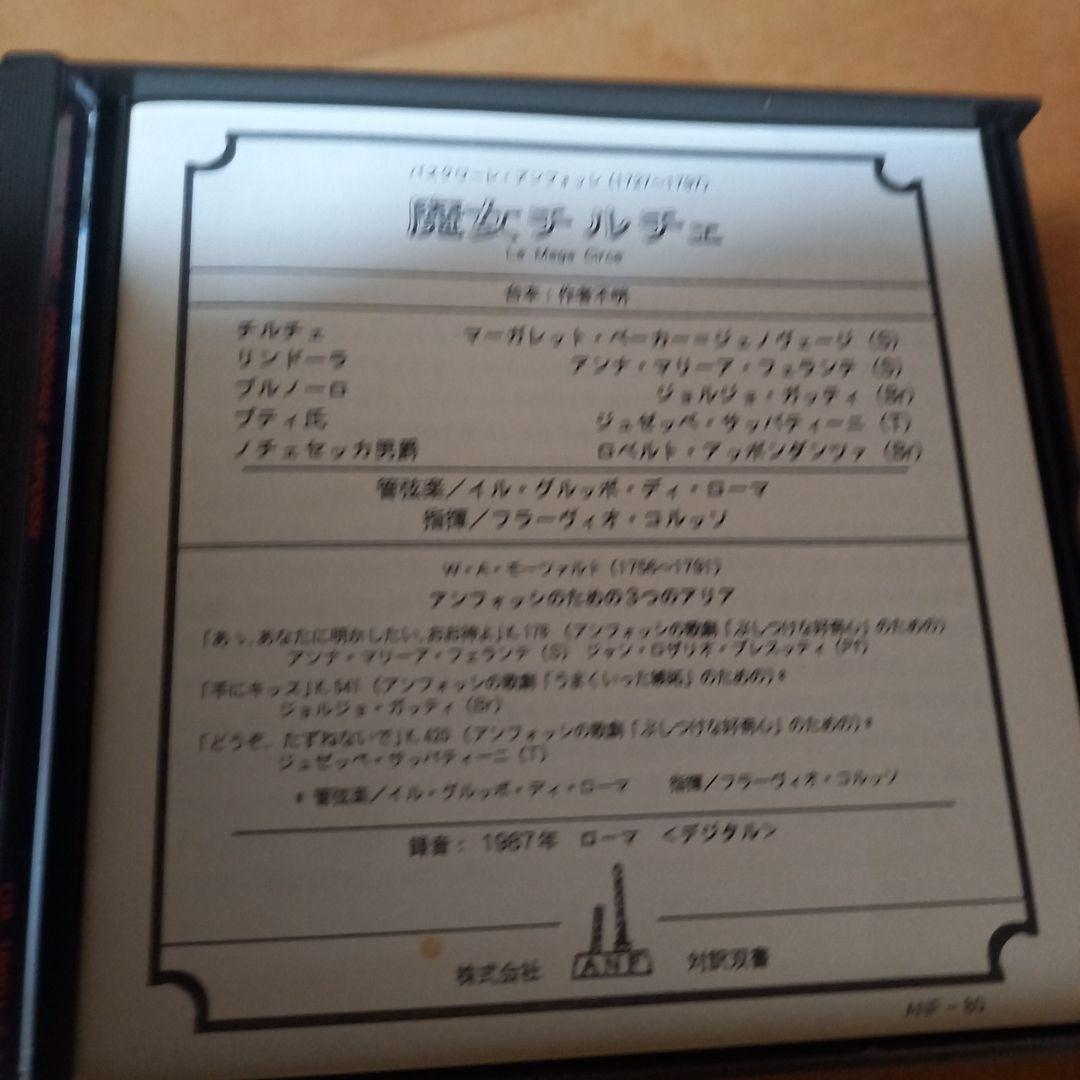 パスクワーレ・アンフォッシ (1727〜1797)
魔女チルチェ
La Maga Circe
台本：作者不明
チルチェ マーガレット・ベーカー＝ジェノヴェージ (S)
リンドーラ アンナ・マリーア・フェランテ (S)
ブルノーロ ジョルジョ・ガッティ (Br)
プティ氏 ジュゼッペ・サッバティーニ (T)
ノチェセッカ男爵 ロベルト・アッボンダンツァ (Br)
管弦楽／イル・グルッポ・ディ・ローマ
指揮／フラーヴィオ・コルッソ
W・A・モーツァルト (1756〜1791)
アンフォッシのための3つのアリア
「あゝ、あなたに明かしたい、おお神よ」K. 178 (アンフォッシの歌劇「ぶしつけな好奇心」のための)
アンナ・マリーア・フェランテ (S) ジャン・ロザリオ・プレスッティ (Pf)
「手にキッス」K. 541 (アンフォッシの歌劇「うまくいった嫉妬」のための)*
ジョルジョ・ガッティ (Br)
「どうぞ、たずねないで」K. 420 (アンフォッシの歌劇「ぶしつけな好奇心」のための)*
ジュゼッペ・サッバティーニ (T)
* 管弦楽／イル・グルッポ・ディ・ローマ 指揮／フラーヴィオ・コルッソ
録音： 1987年 ローマ <デジタル>
株式会社 ANF 対訳双書
ANF-